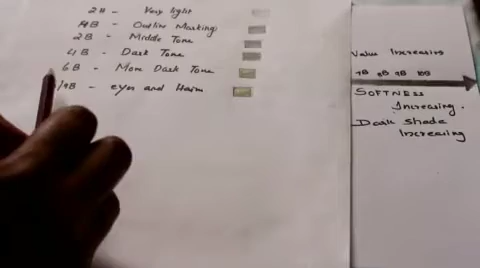 2H - Very light
HB - Outline Marking
2B - Middle Tone
4B - Dark Tone
6B - More Dark Tone
- eyes and Hairs
Value Increasing
SOFTNESS
Increasing.
Dark Shade
Increasing